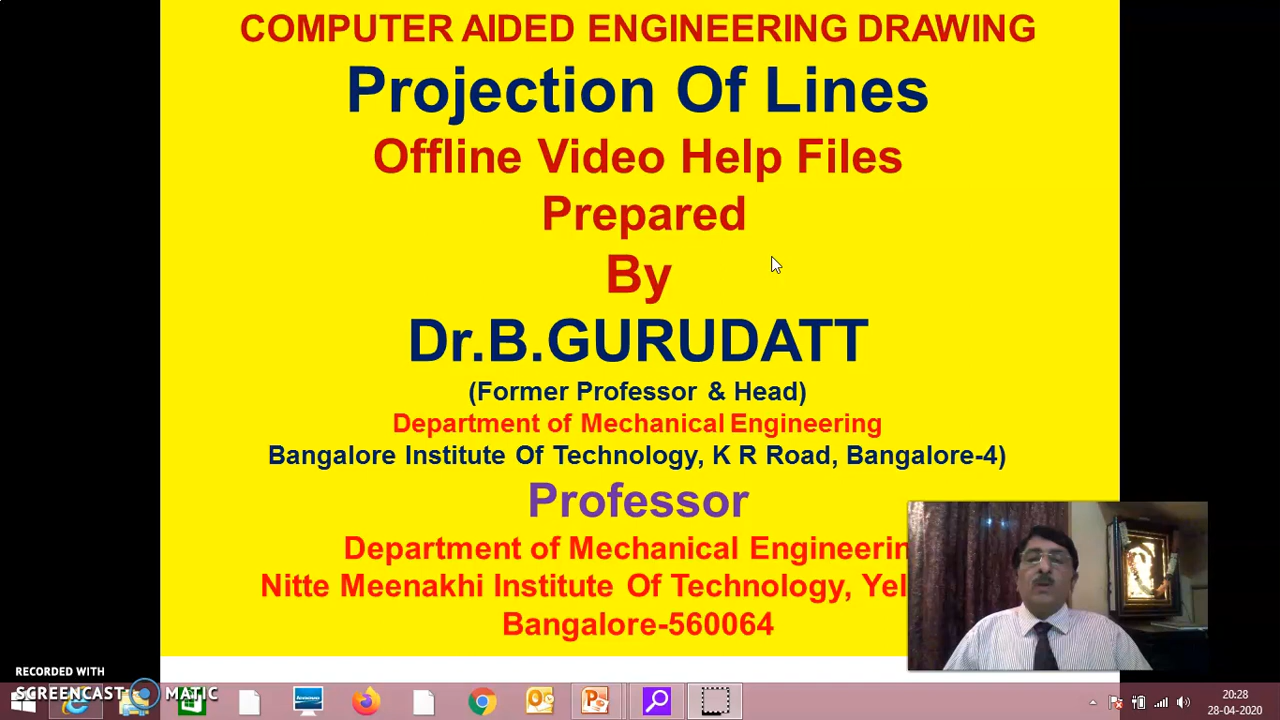 COMPUTER AIDED ENGINEERING DRAWING
Projection Of Lines
Offline Video Help Files
Prepared
By
Dr.B.GURUDATT
(Former Professor & Head)
Department of Mechanical Engineering
Bangalore Institute Of Technology, K R Road, Bangalore-4)
Professor
Department of Mechanical Engineerin
Nitte Meenakhi Institute Of Technology, Yel
Bangalore-560064
RECORDED WITH
SCREENCAST MATIC
20:28
28-04-2020